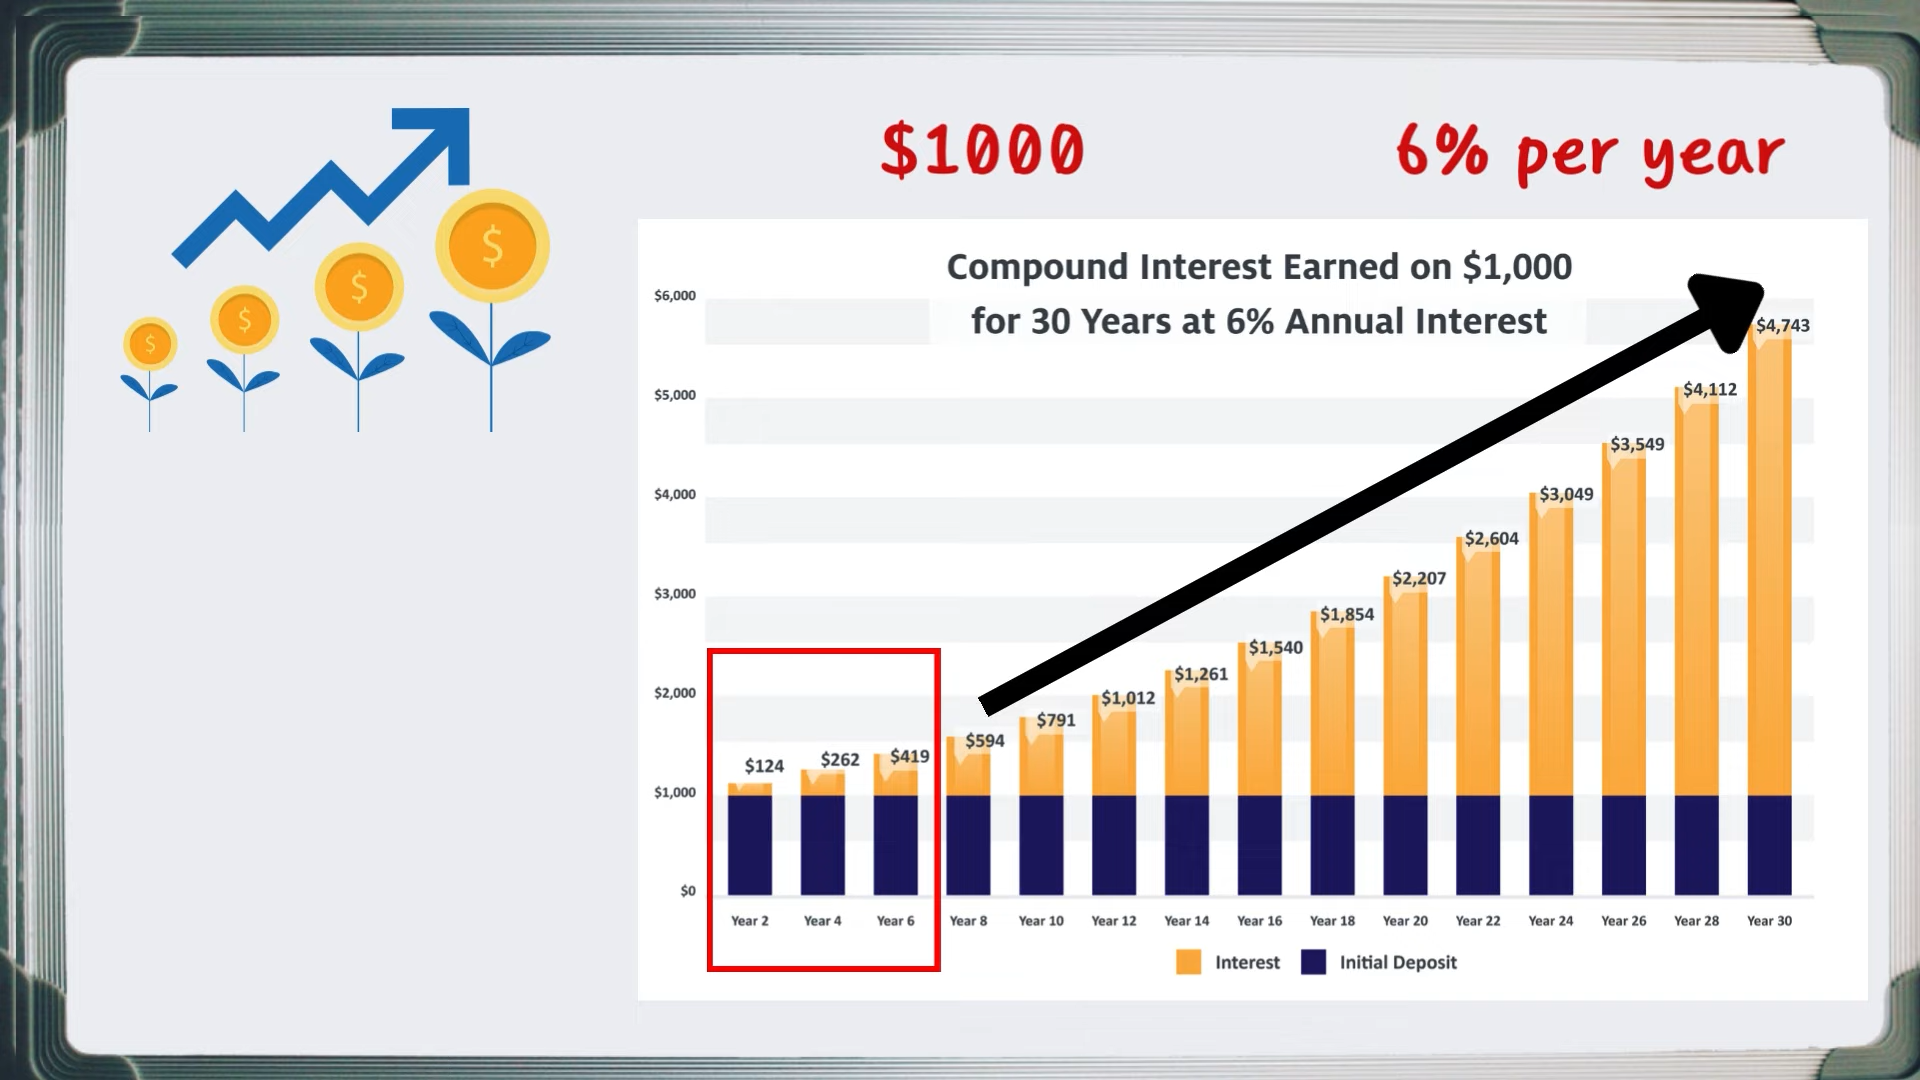 $1000
6% per year
Compound Interest Earned on $1,000
for 30 Years at 6% Annual Interest
$6,000
$5,000
$4,000
$3,000
$2,000
$1,000
$0
$124
$262
$419
$594
$791
$1,012
$1,261
$1,540
$1,854
$2,207
$2,604
$3,049
$3,549
$4,112
$4,743
Year 2
Year 4
Year 6
Year 8
Year 10
Year 12
Year 14
Year 16
Year 18
Year 20
Year 22
Year 24
Year 26
Year 28
Year 30
Interest
Initial Deposit
$
$
$
$